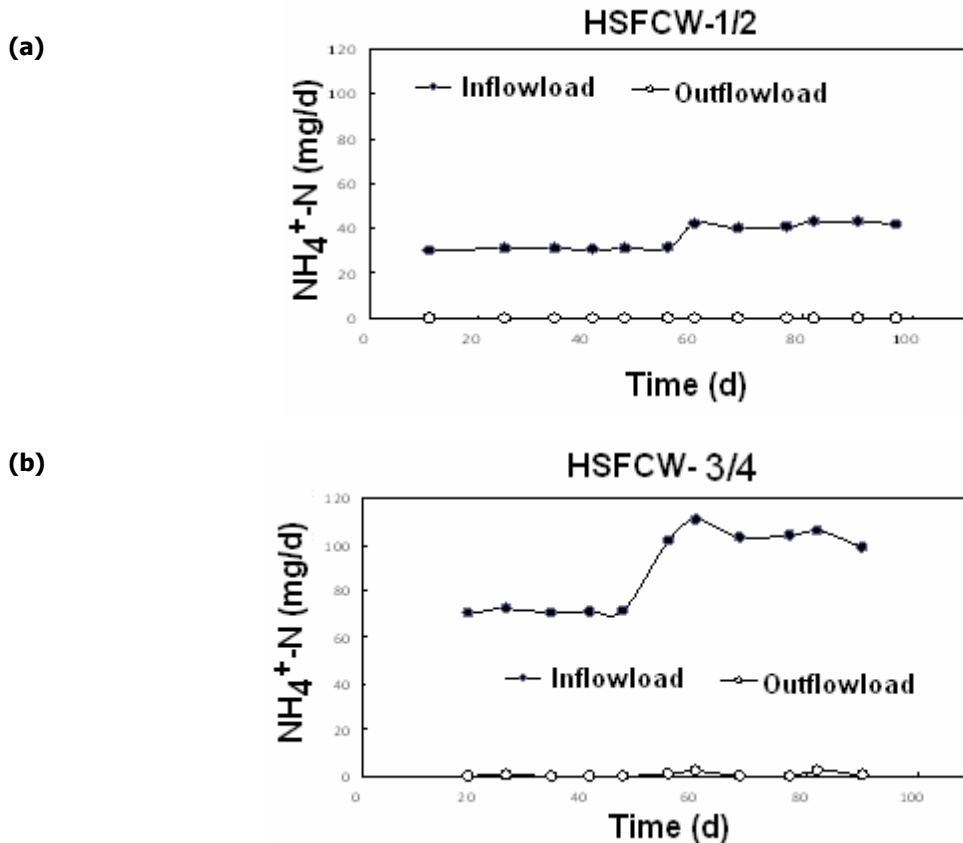 (a)
HSFCW-1/2
NH4+-N (mg/d)
120
100
80
60
40
20
0
Inflowload
Outflowload
0 20 40 60 80 100
Time (d)
(b)
HSFCW- 3/4
NH4+-N (mg/d)
120
100
80
60
40
20
0
Inflowload
Outflowload
0 20 40 60 80 100
Time (d)